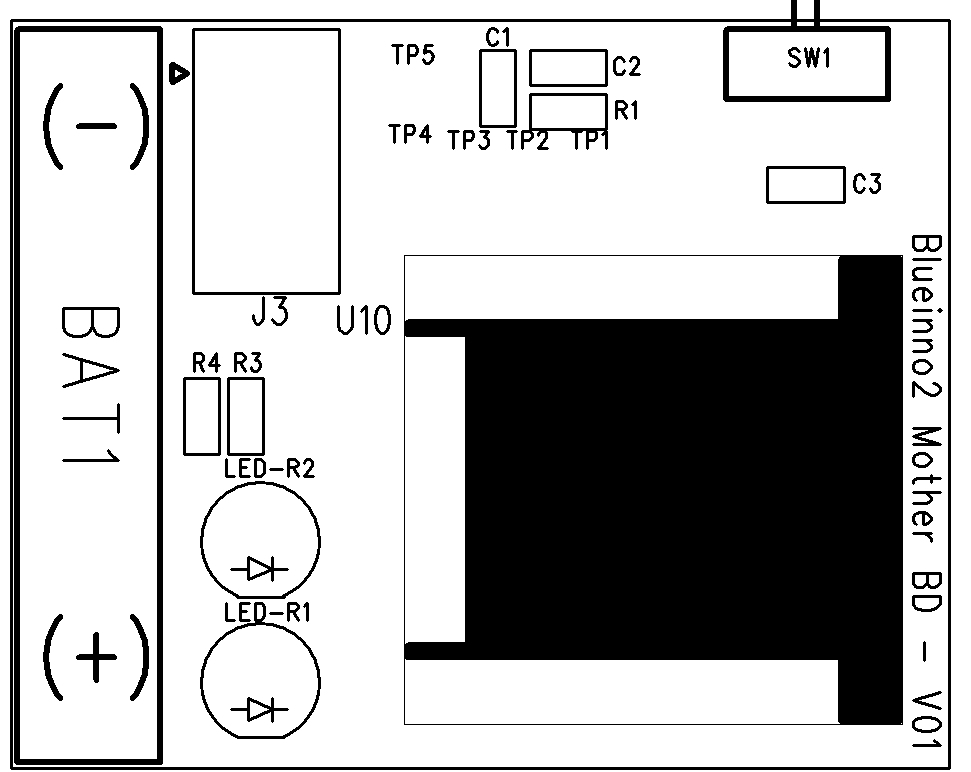 C1
TP5
C2
SW1
(-)
R1
TP4
TP3
TP2
TP1
C3
J3
U10
BAT1
R4
R3
LED-R2
LED-R1
(+)
Blueinno2 Mother BD - V01